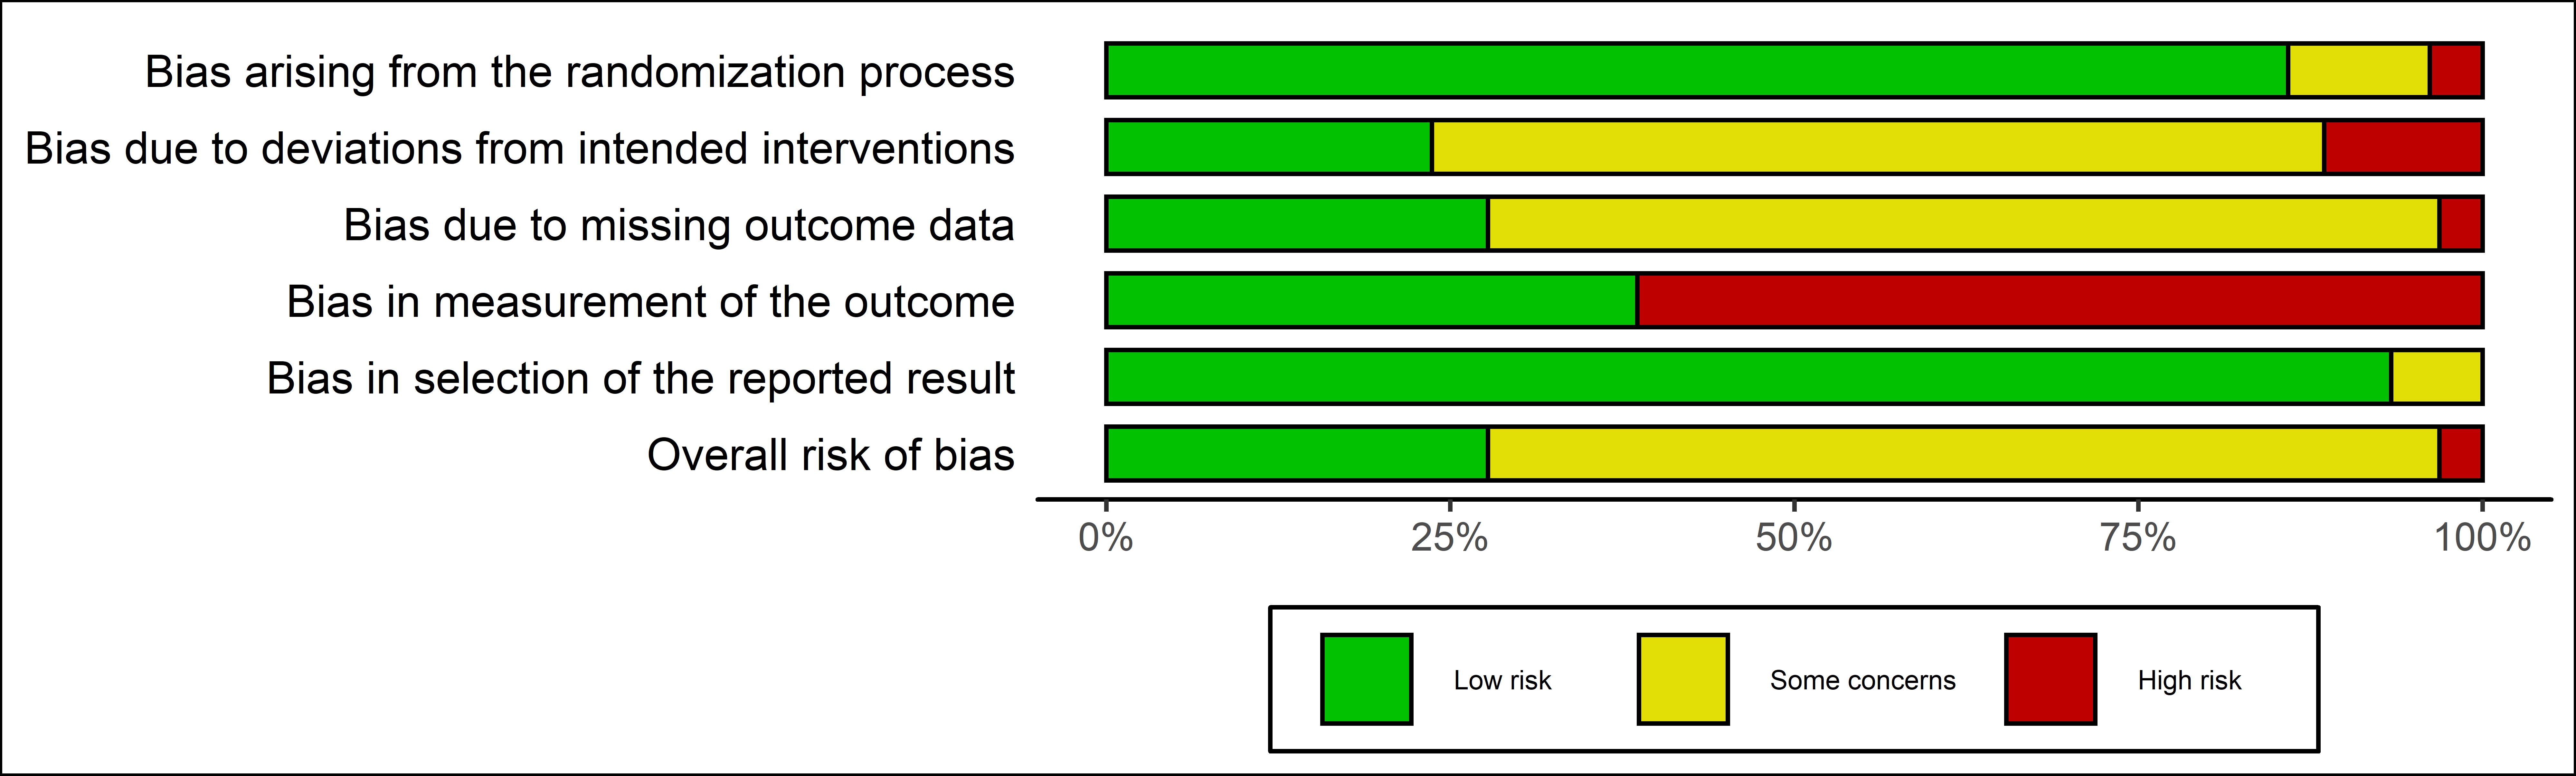 Bias arising from the randomization process
Bias due to deviations from intended interventions
Bias due to missing outcome data
Bias in measurement of the outcome
Bias in selection of the reported result
Overall risk of bias
0% 25% 50% 75% 100%
Low risk Some concerns High risk